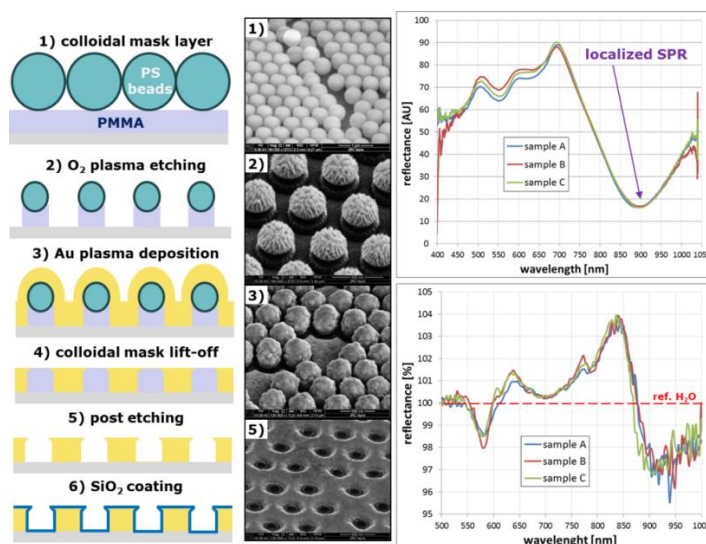 1) colloidal mask layer
PS
beads
PMMA
2) O₂ plasma etching
3) Au plasma deposition
4) colloidal mask lift-off
5) post etching
6) SiO₂ coating
1)
2)
3)
5)
reflectance [AU]
100
90
80
70
60
50
40
30
20
10
0
localized SPR
sample A
sample B
sample C
400 450 500 550 600 650 700 750 800 850 900 950 1000 105
wavelength [nm]
reflectance [%]
105
104
103
102
101
100
99
98
97
96
95
ref. H₂O
sample A
sample B
sample C
500 550 600 650 700 750 800 850 900 950 1000
wavelenght [nm]